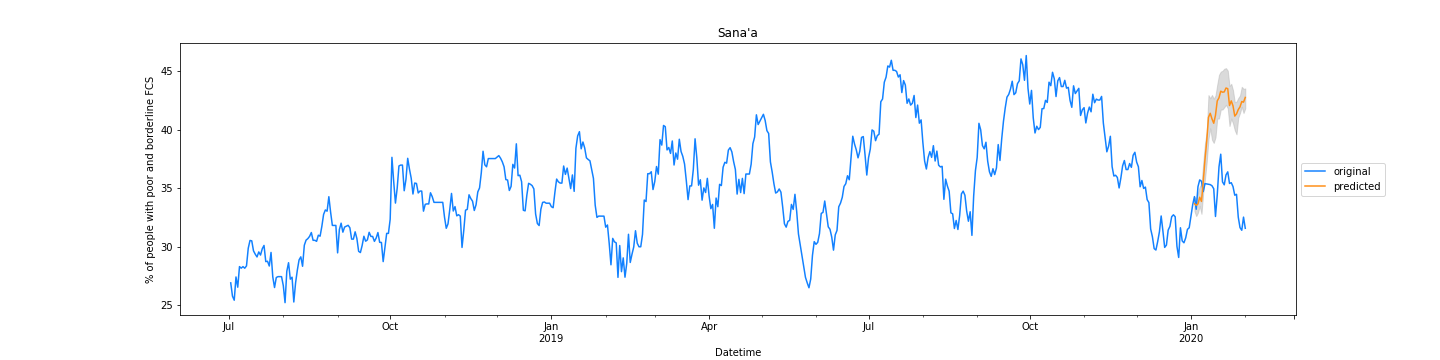 Sana'a
% of people with poor and borderline FCS
45
40
35
30
25
Jul
Oct
Jan
2019
Apr
Jul
Oct
Jan
2020
Datetime
original
predicted